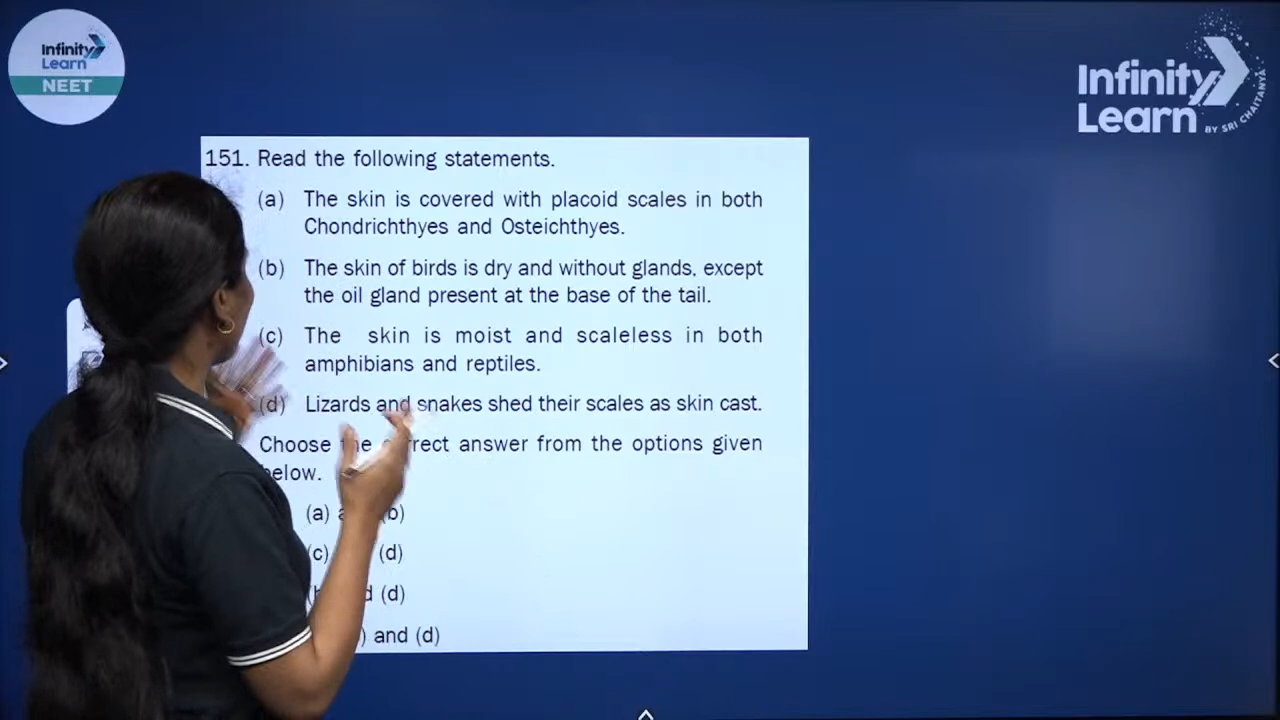 Infinity
Learn
NEET
Infinity
Learn
BY SRI CHAITANYA
151. Read the following statements.
(a) The skin is covered with placoid scales in both
Chondrichthyes and Osteichthyes.
(b) The skin of birds is dry and without glands, except
the oil gland present at the base of the tail.
(c) The skin is moist and scaleless in both
amphibians and reptiles.
(d) Lizards and snakes shed their scales as skin cast.
Choose the correct answer from the options given
below.
(a) (b)
(c) (d)
(d)
and (d)